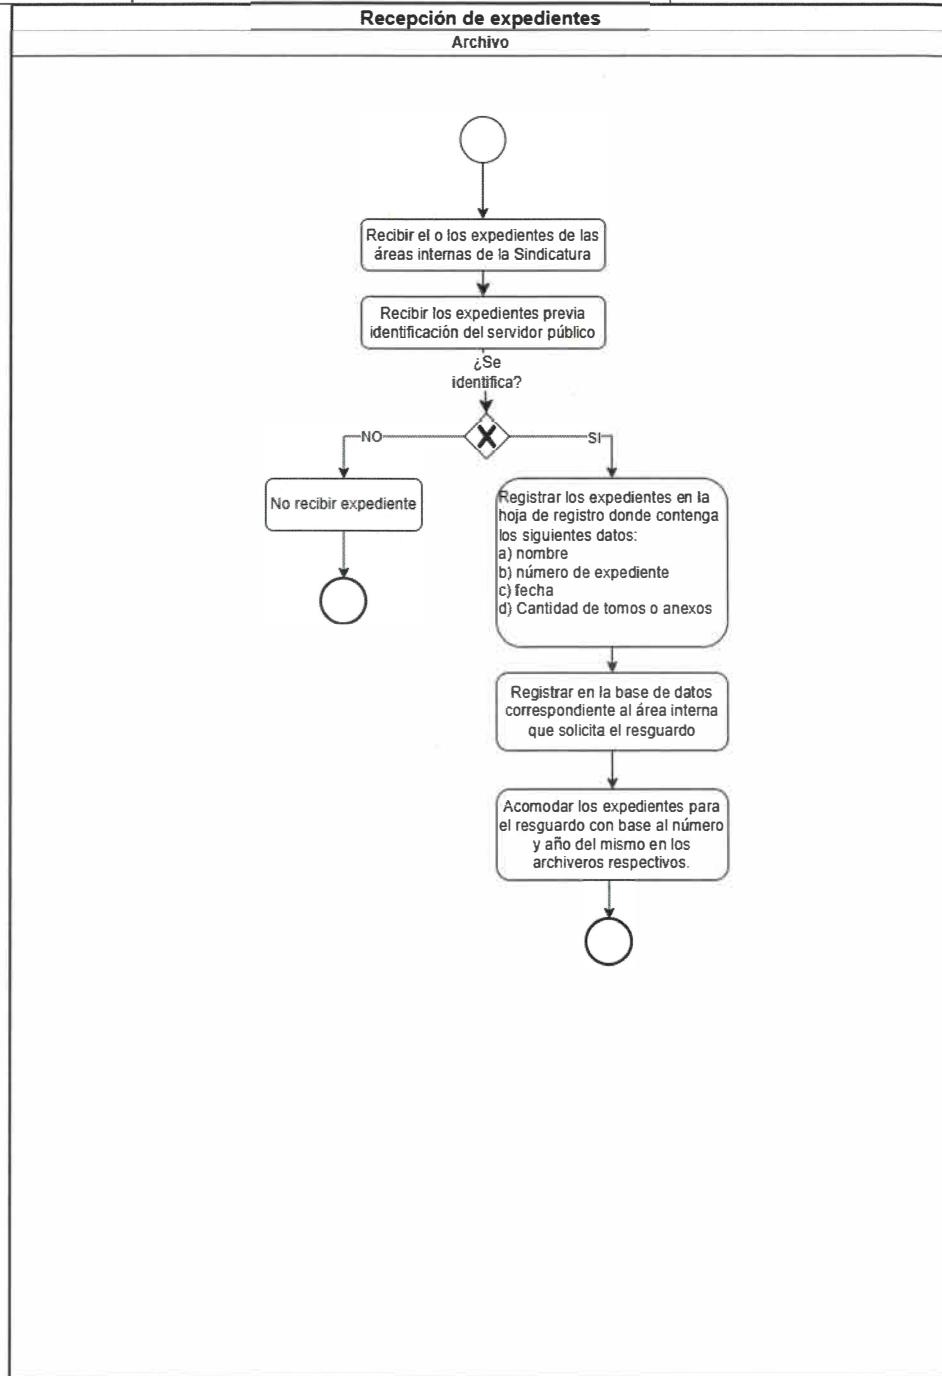 Recepción de expedientes
Archivo
Recibir el o los expedientes de las
áreas internas de la Sindicatura
Recibir los expedientes previa
identificación del servidor público
¿Se
identifica?
NO
SI
No recibir expediente
Registrar los expedientes en la
hoja de registro donde contenga
los siguientes datos:
a) nombre
b) número de expediente
c) fecha
d) Cantidad de tomos o anexos
Registrar en la base de datos
correspondiente al área interna
que solicita el resguardo
Acomodar los expedientes para
el resguardo con base al número
y año del mismo en los
archiveros respectivos.